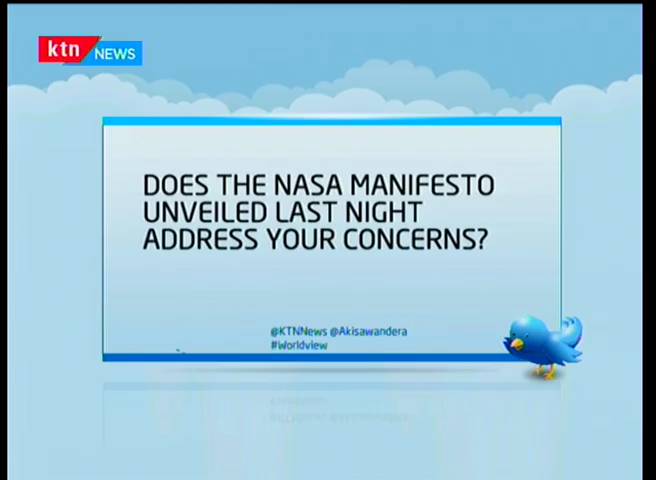 ktn NEWS
DOES THE NASA MANIFESTO
UNVEILED LAST NIGHT
ADDRESS YOUR CONCERNS?
@KTNNews @Akisawandera
#Worldview